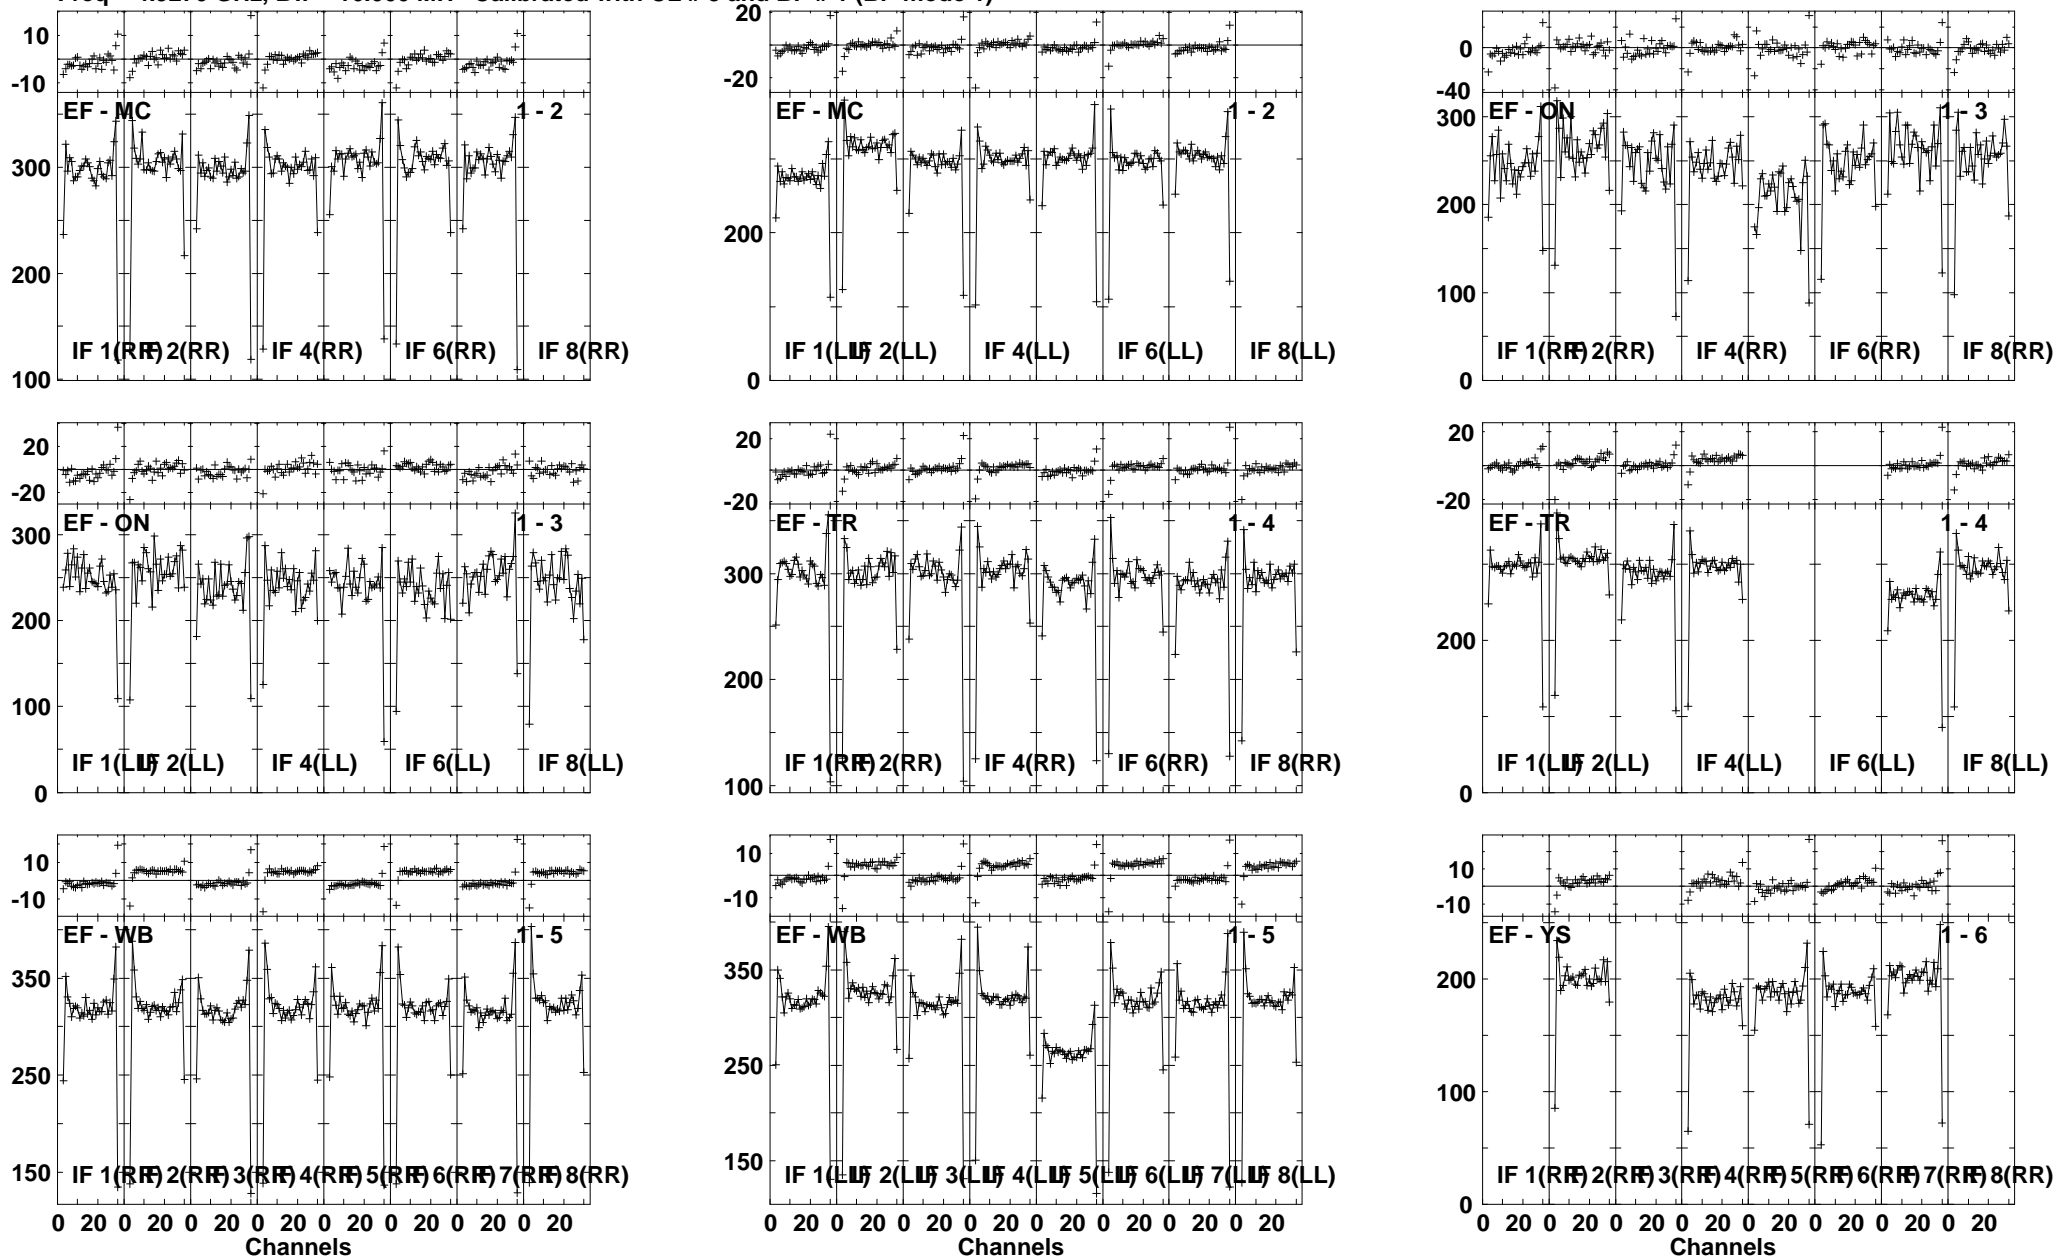 10 20 0
-10 -20 -40
EF - MC 1 - 2 EF - MC 1 - 2 EF - ON 1 - 3
300 300
200 200 200
100
IF 1(RR) IF 2(RR) IF 4(RR) IF 6(RR) IF 8(RR) IF 1(LL) IF 2(LL) IF 4(LL) IF 6(LL) IF 8(LL) IF 1(RR) IF 2(RR) IF 4(RR) IF 6(RR) IF 8(RR)
100 0 0
20 20 20
-20 -20 -20
EF - ON 1 - 3 EF - TR 1 - 4 EF - TR 1 - 4
300 300
200 200 200
100
IF 1(LL) IF 2(LL) IF 4(LL) IF 6(LL) IF 8(LL) IF 1(RR) IF 2(RR) IF 4(RR) IF 6(RR) IF 8(RR) IF 1(LL) IF 2(LL) IF 4(LL) IF 6(LL) IF 8(LL)
0 100 0
10 10 10
-10 -10 -10
EF - WB 1 - 5 EF - WB 1 - 5 EF - YS 1 - 6
350 350 200
250 250 100
150 150
IF 1(RR) IF 2(RR) IF 3(RR) IF 4(RR) IF 5(RR) IF 6(RR) IF 7(RR) IF 8(RR) IF 1(LL) IF 2(LL) IF 3(LL) IF 4(LL) IF 5(LL) IF 6(LL) IF 7(LL) IF 8(LL) IF 1(RR) IF 2(RR) IF 3(RR) IF 4(RR) IF 5(RR) IF 6(RR) IF 7(RR) IF 8(RR)
0
0 20 0 20 0 20 0 20 0 20 0 20 0 20 0 20 0 20 0 20 0 20 0 20 0 20 0 20 0 20 0 20 0 20 0 20 0 20 0 20 0 20 0 20 0 20 0 20
Channels Channels Channels